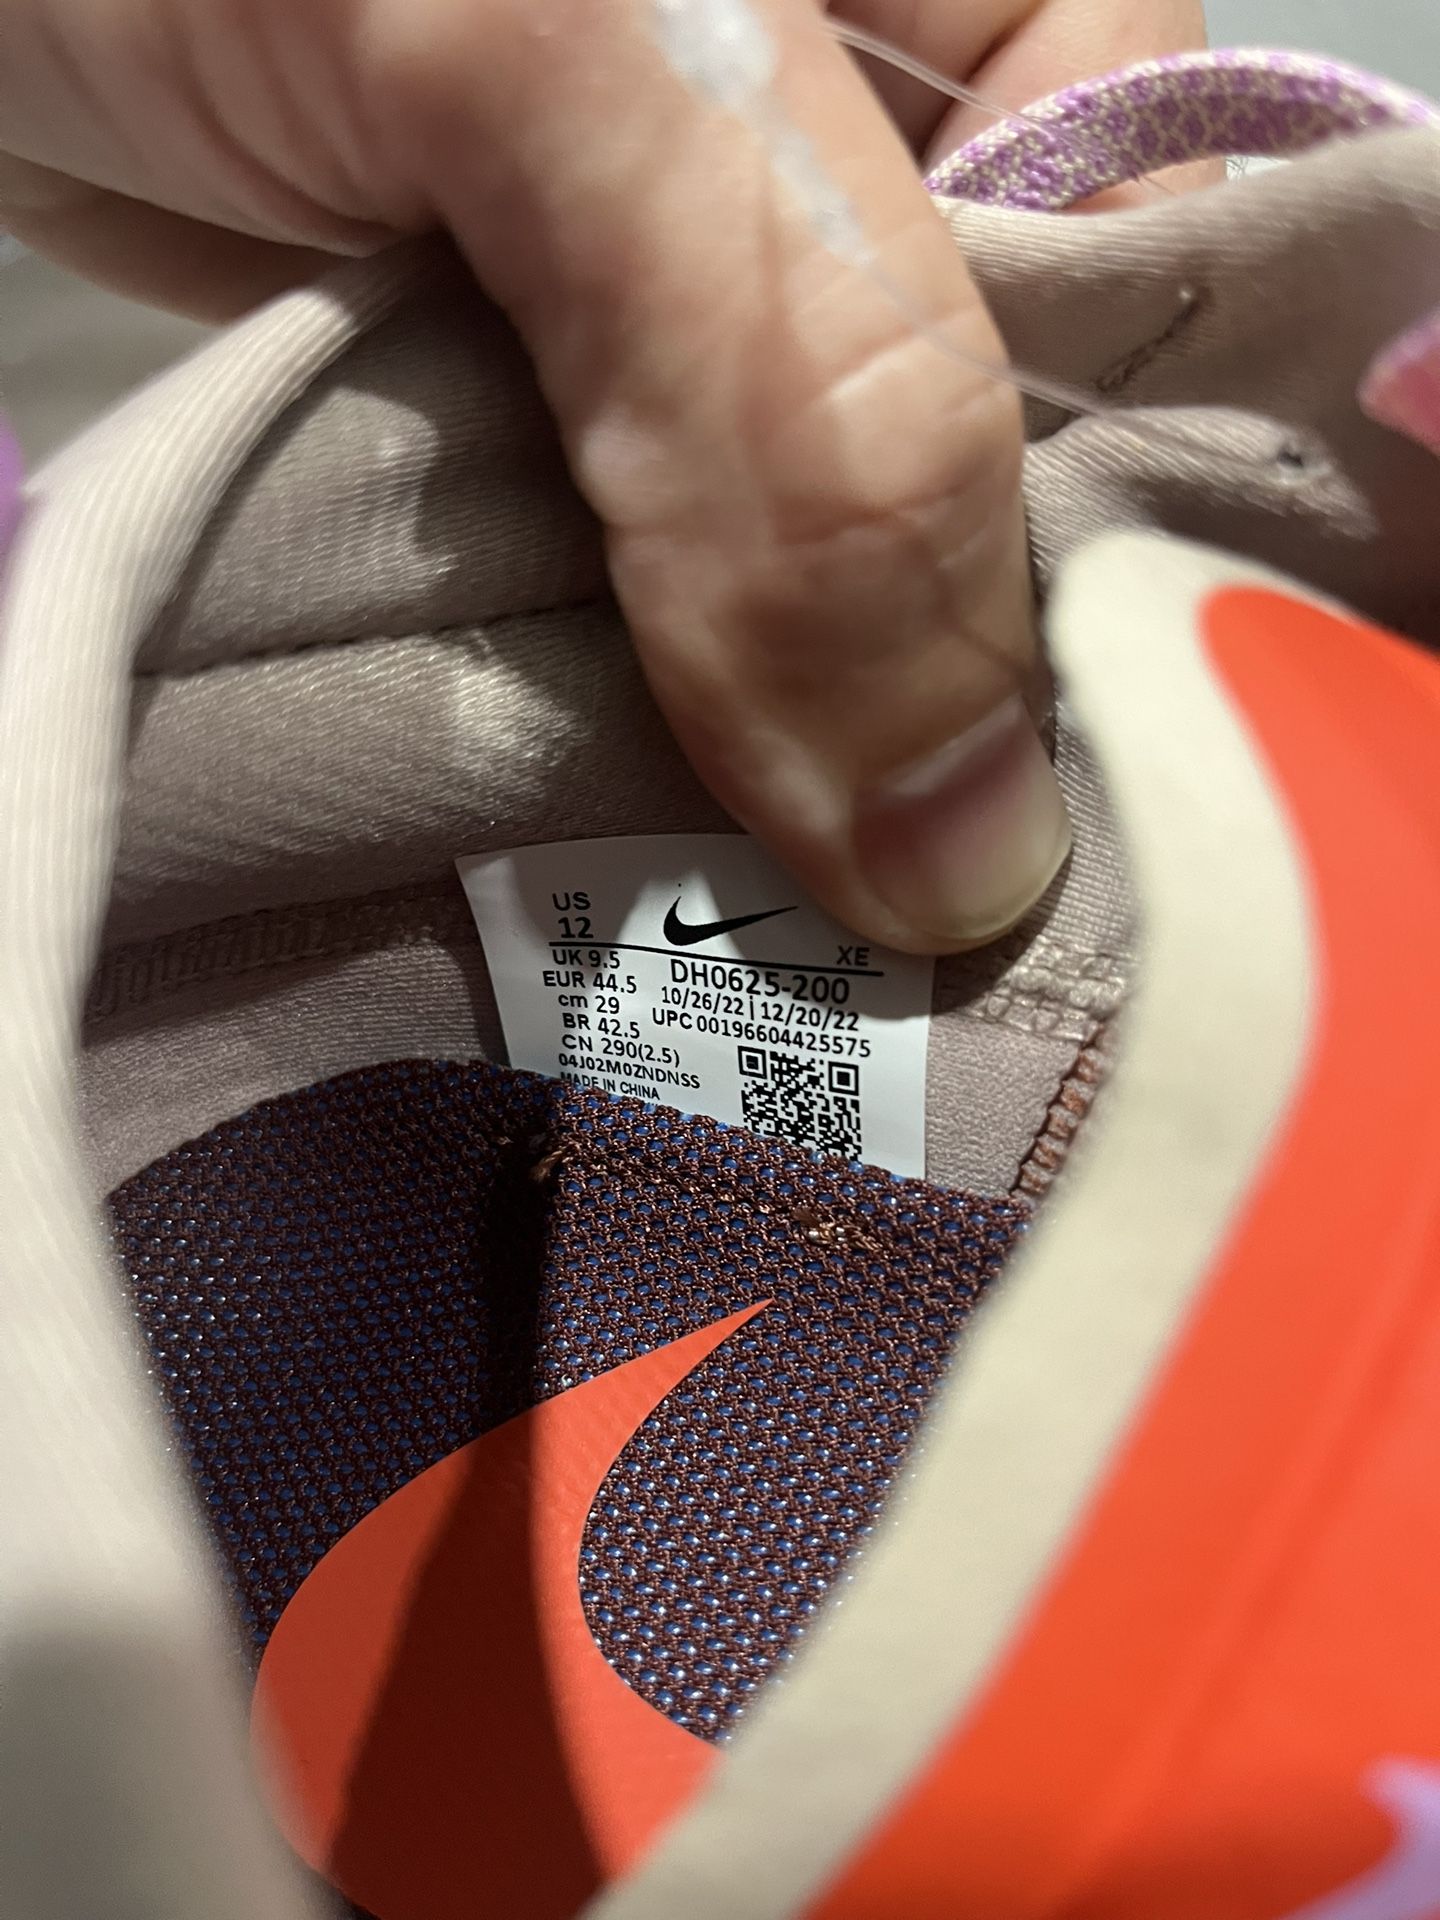 US
12
XE
UK 9.5
EUR 44.5
cm 29
BR 42.5
CN 290(2.5)
04J02M0ZNDNSS
MADE IN CHINA
DH0625-200
10/26/22|12/20/22
UPC 00196604425575